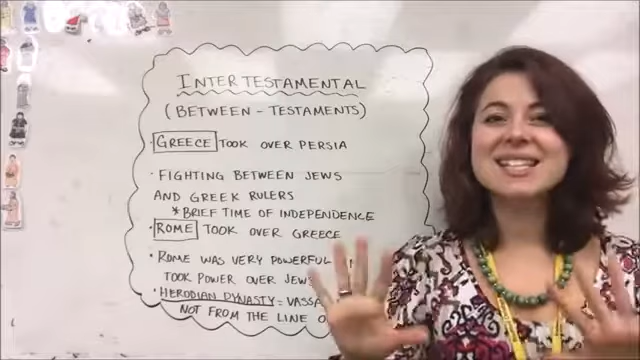 INTERTESTAMENTAL
(BETWEEN - TESTAMENTS)
· GREECE TOOK OVER PERSIA
· FIGHTING BETWEEN JEWS
AND GREEK RULERS
* BRIEF TIME OF INDEPENDENCE
· ROME TOOK OVER GREECE
· ROME WAS VERY POWERFUL
TOOK POWER OVER JEWS
· HERODIAN DYNASTY =
NOT FROM THE LINE